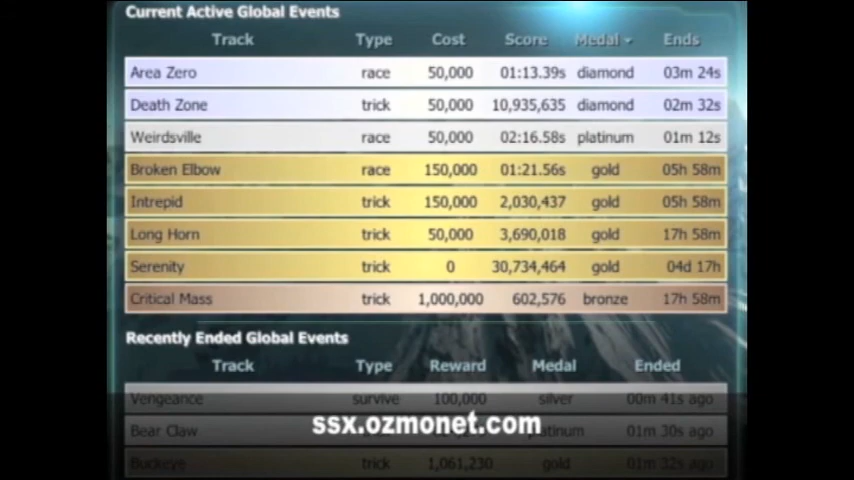 Current Active Global Events
Track Type Cost Score Medal Ends
Area Zero race 50,000 01:13.39s diamond 03m 24s
Death Zone trick 50,000 10,935,635 diamond 02m 32s
Weirdsville race 50,000 02:16.58s platinum 01m 12s
Broken Elbow race 150,000 01:21.56s gold 05h 58m
Intrepid trick 150,000 2,030,437 gold 05h 58m
Long Horn trick 50,000 3,690,018 gold 17h 58m
Serenity trick 0 30,734,464 gold 04d 17h
Critical Mass trick 1,000,000 602,576 bronze 17h 58m
Recently Ended Global Events
Track Type Reward Medal Ended
Vengeance survive 100,000 silver 00m 41s ago
ssx.ozmonet.com
Bear Claw platinum 01m 30s ago
Buckeye trick 1,061,230 gold 01m 32s ago